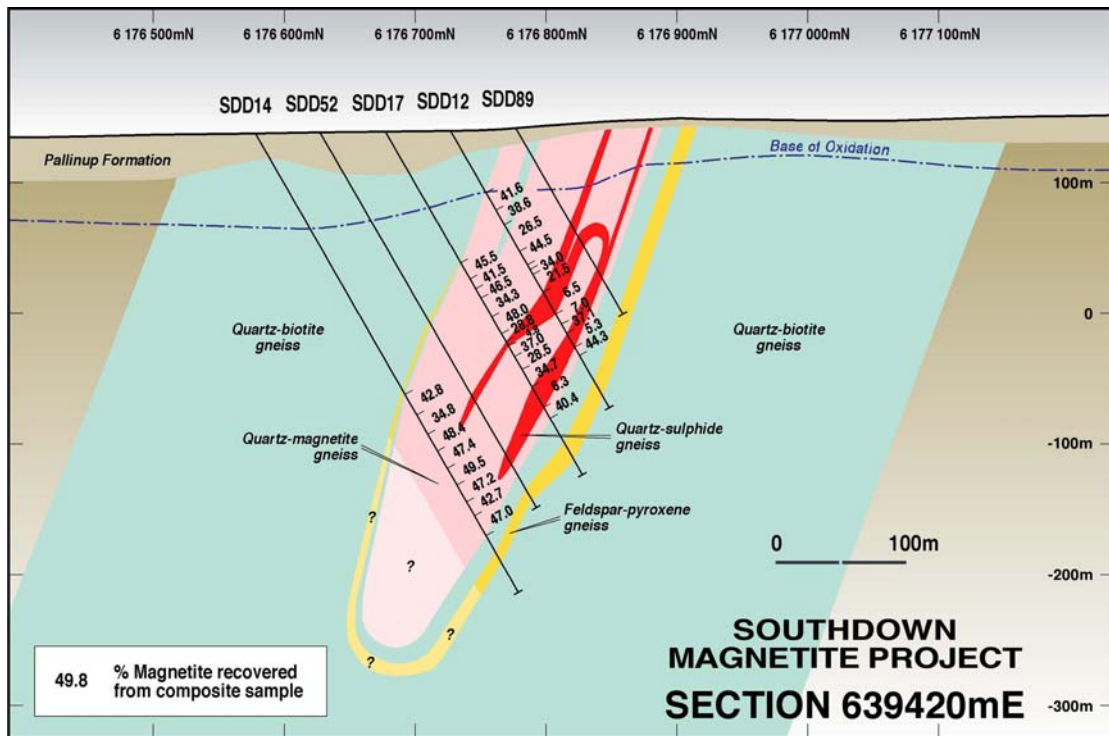 6 176 500mN 6 176 600mN 6 176 700mN 6 176 800mN 6 176 900mN 6 177 000mN 6 177 100mN
SDD14 SDD52 SDD17 SDD12 SDD89
Pallinup Formation
Base of Oxidation
100m
0
-100m
-200m
-300m
41.6
38.6
26.5
44.5
34.0
21.5
6.5
7.0
37.1
5.3
44.3
45.5
41.5
46.5
34.3
48.0
28.8
37.0
28.5
34.7
6.3
40.4
42.8
34.8
48.4
47.4
49.5
47.2
42.7
47.0
Quartz-biotite
gneiss
Quartz-biotite
gneiss
Quartz-magnetite
gneiss
Quartz-sulphide
gneiss
Feldspar-pyroxene
gneiss
?
?
?
?
0 100m
SOUTHDOWN
MAGNETITE PROJECT
SECTION 639420mE
49.8 % Magnetite recovered
from composite sample